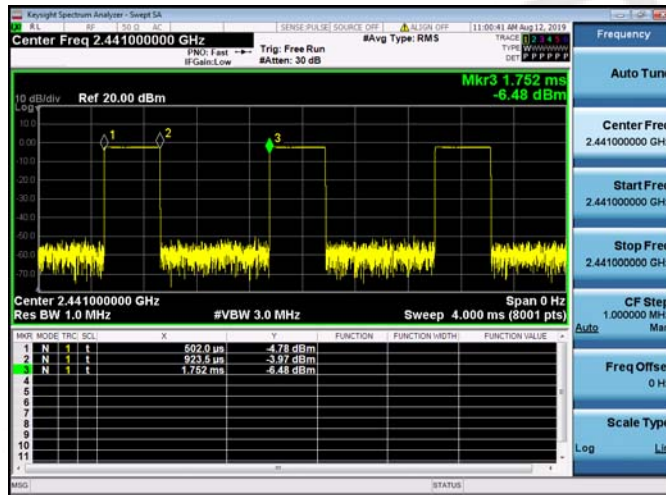 Keysight Spectrum Analyzer - Swept SA
RL RF 50 Ω AC SENSE:PULSE SOURCE OFF ALIGN OFF 11:00:41 AM Aug 12, 2019
Center Freq 2.441000000 GHz #Avg Type: RMS TRACE 1 2 3 4 5 6
PNO: Fast Trig: Free Run TYPE W
IFGain:Low #Atten: 30 dB DET P P P P P P
Mkr3 1.752 ms
-6.48 dBm
10 dB/div Ref 20.00 dBm
Log
10.0
0.00
-10.0
-20.0
-30.0
-40.0
-50.0
-60.0
-70.0
1
2
3
Center 2.441000000 GHz Span 0 Hz
Res BW 1.0 MHz #VBW 3.0 MHz Sweep 4.000 ms (8001 pts)
MKR MODE TRC SCL X Y FUNCTION FUNCTION WIDTH FUNCTION VALUE
1 N 1 t 502.0 µs -4.78 dBm
2 N 1 t 923.5 µs -3.97 dBm
3 N 1 t 1.752 ms -6.48 dBm
4
5
6
7
8
9
10
11
MSG STATUS
Frequency
Auto Tun
Center Fre
2.441000000 GH
Start Fre
2.441000000 GH
Stop Fre
2.441000000 GH
CF Step
1.000000 MH
Auto Ma
Freq Offse
0 H
Scale Type
Log Li